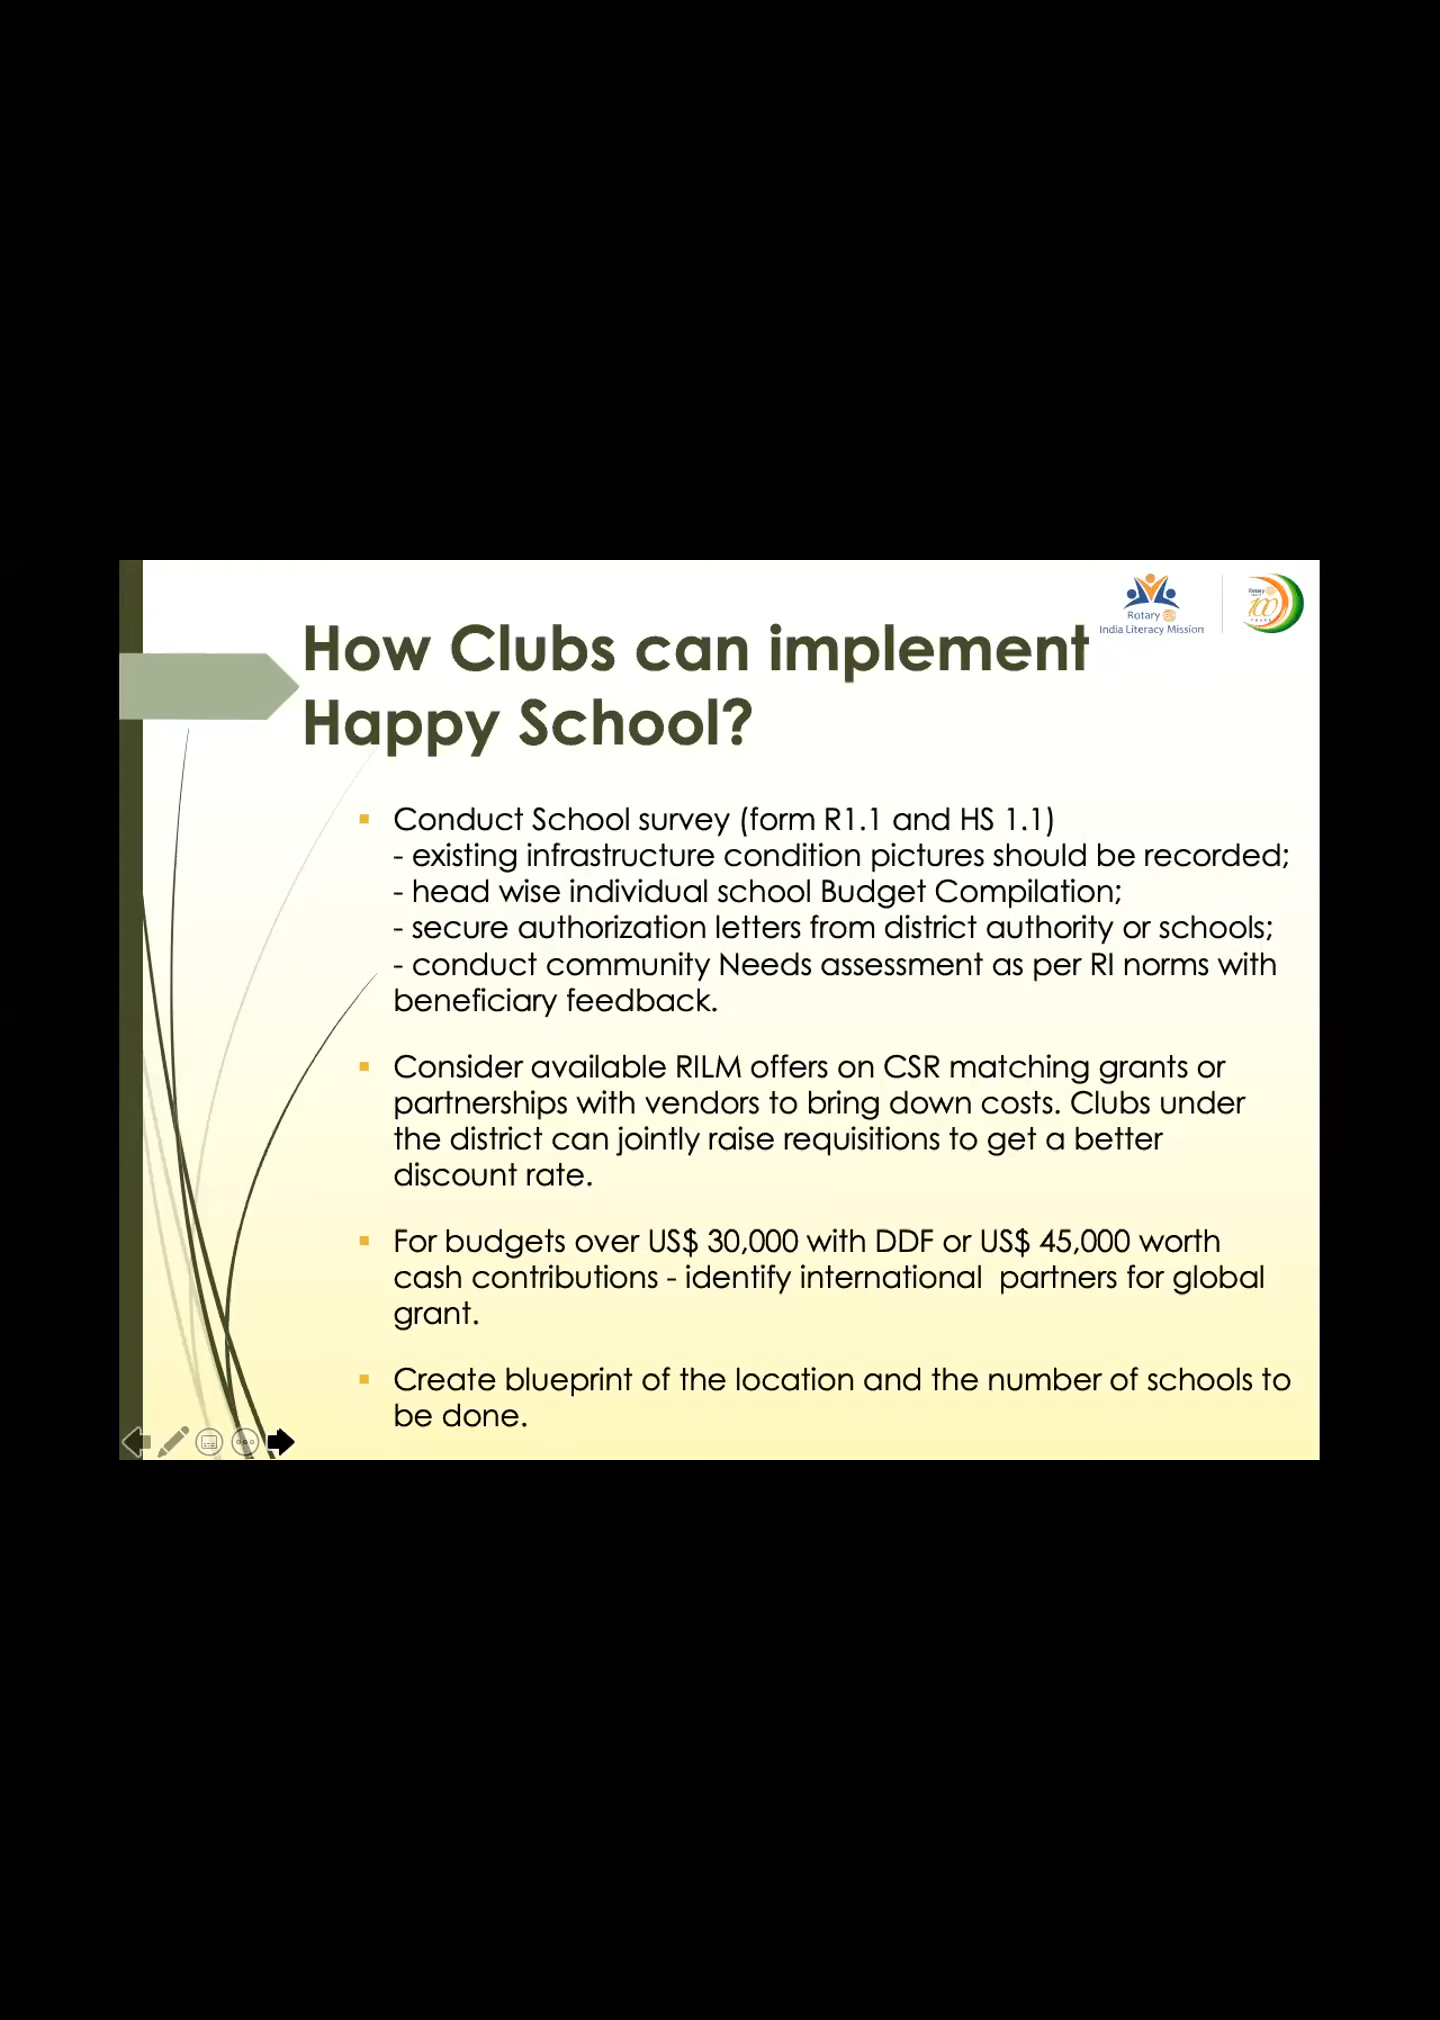 Rotary
India Literacy Mission
Rotary
100
YEARS
How Clubs can implement
Happy School?
Conduct School survey (form R1.1 and HS 1.1)
- existing infrastructure condition pictures should be recorded;
- head wise individual school Budget Compilation;
- secure authorization letters from district authority or schools;
- conduct community Needs assessment as per RI norms with
beneficiary feedback.
Consider available RILM offers on CSR matching grants or
partnerships with vendors to bring down costs. Clubs under
the district can jointly raise requisitions to get a better
discount rate.
For budgets over US$ 30,000 with DDF or US$ 45,000 worth
cash contributions - identify international  partners for global
grant.
Create blueprint of the location and the number of schools to
be done.